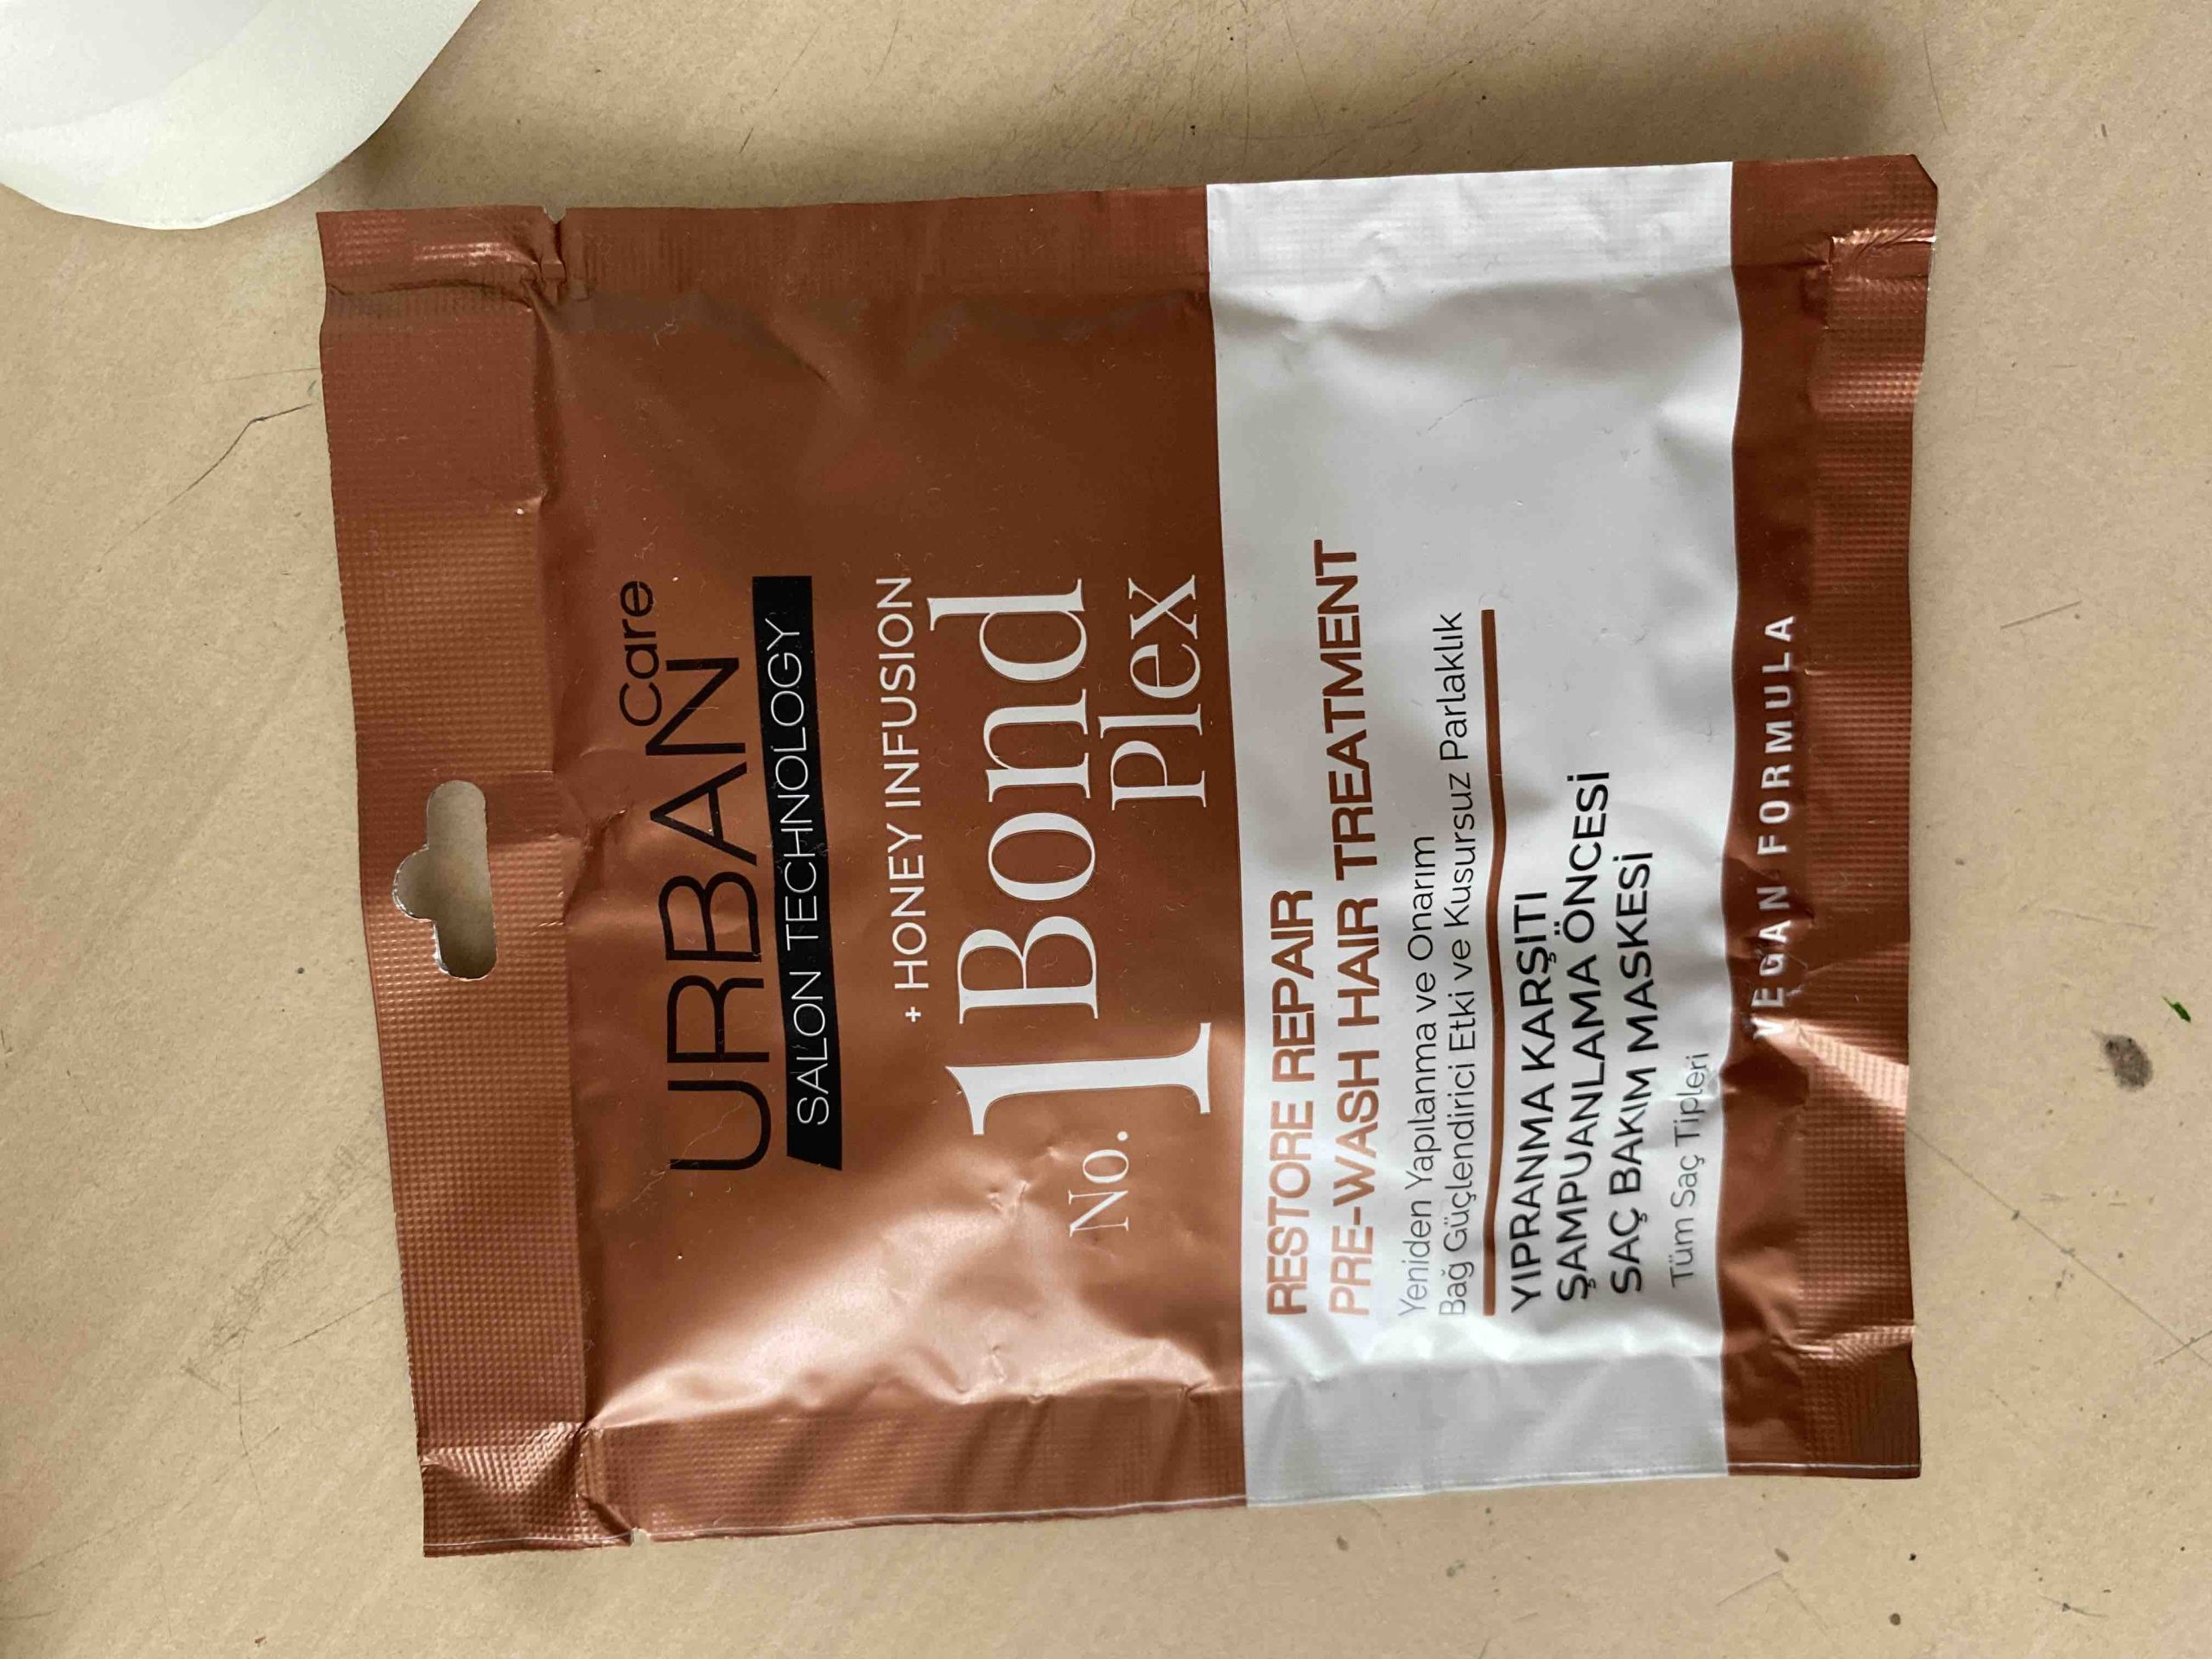 URBAN Care
SALON TECHNOLOGY
+ HONEY INFUSION
No. 1 Bond
Plex
RESTORE REPAIR
PRE-WASH HAIR TREATMENT
Yeniden Yapılanma ve Onarım
Bağ Güçlendirici Etki ve Kusursuz Parlaklık
YIPRANMA KARŞITI
ŞAMPUANLAMA ÖNCESİ
SAÇ BAKIM MASKESİ
Tüm Saç Tipleri
VEGAN FORMULA